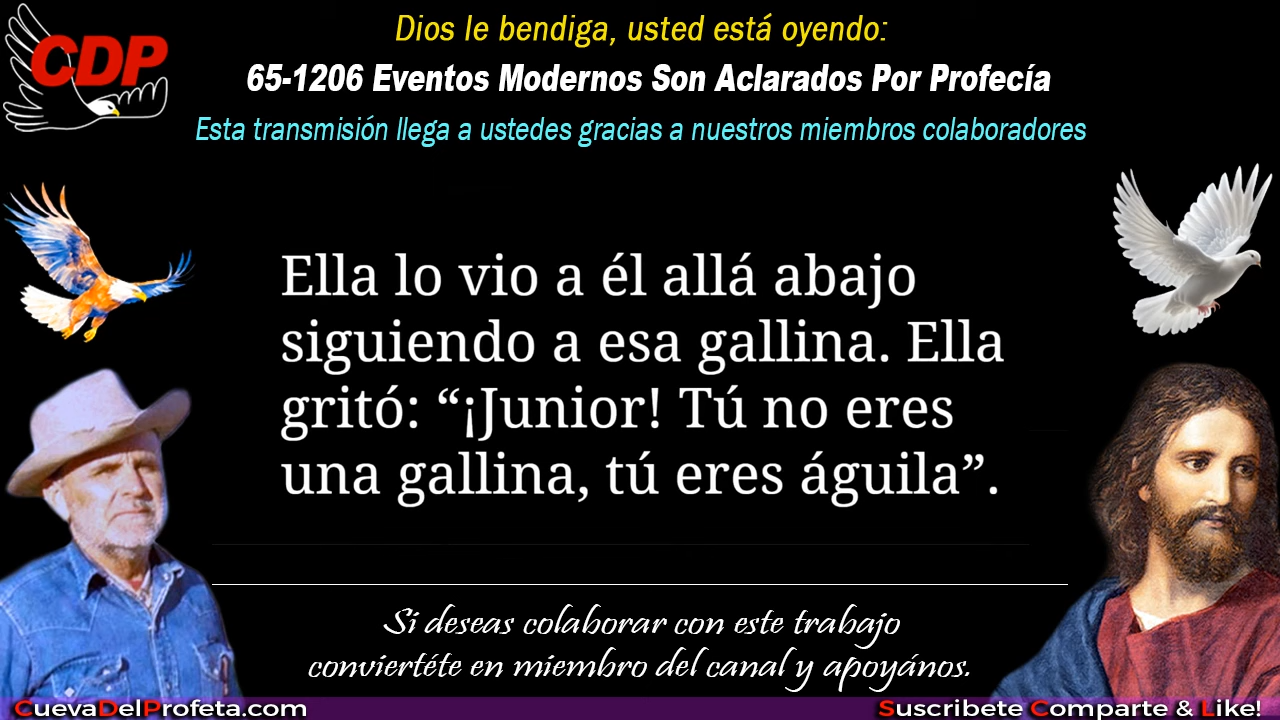 CDP
Dios le bendiga, usted está oyendo:
65-1206 Eventos Modernos Son Aclarados Por Profecía
Esta transmisión llega a ustedes gracias a nuestros miembros colaboradores
Ella lo vio a él allá abajo
siguiendo a esa gallina. Ella
gritó: “¡Junior! Tú no eres
una gallina, tú eres águila”.
Si deseas colaborar con este trabajo
conviertéte en miembro del canal y apoyános.
CuevaDelProfeta.com
Suscribete Comparte & Like!